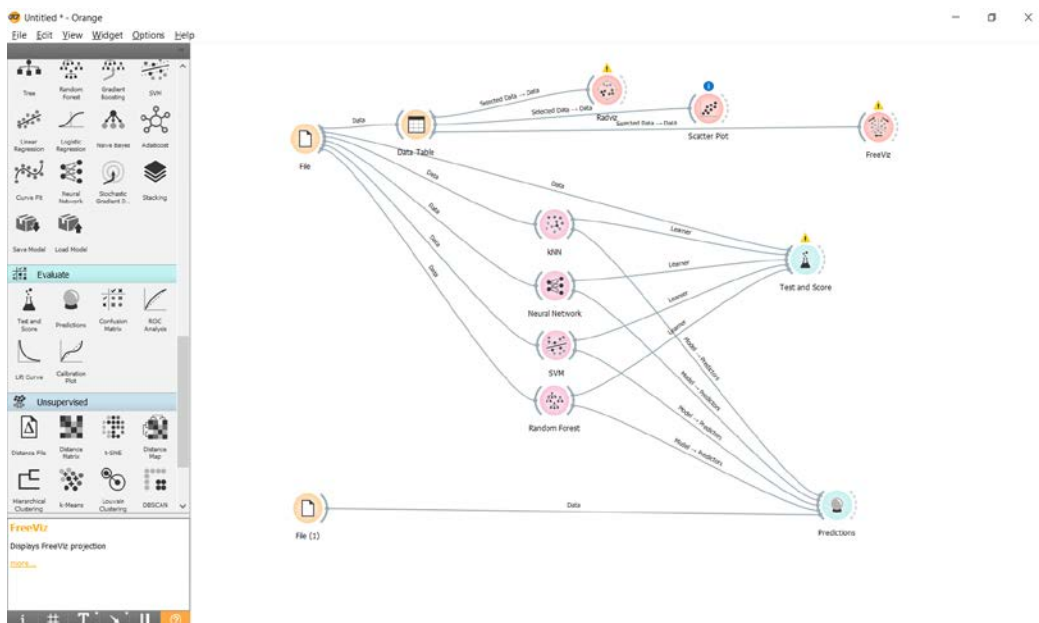 Untitled * - Orange
File Edit View Widget Options Help
Tree
Random Forest
Gradient Boosting
SVM
Linear Regression
Logistic Regression
Naive Bayes
AdaBoost
Curve Fit
Neural Network
Stochastic Gradient D...
Stacking
Save Model
Load Model
Evaluate
Test and Score
Predictions
Confusion Matrix
ROC Analysis
Lift Curve
Calibration Plot
Unsupervised
Distance File
Distance Matrix
t-SNE
Distance Map
Hierarchical Clustering
k-Means
Louvain Clustering
DBSCAN
FreeViz
Displays FreeViz projection
more...
File
Data
Data Table
Selected Data → Data
Radviz
Selected Data → Data
Scatter Plot
Selected Data → Data
FreeViz
Data
Data
Data
Data
Data
kNN
Learner
Neural Network
Learner
SVM
Learner
Random Forest
Learner
Test and Score
Model → Predictors
Model → Predictors
Model → Predictors
Model → Predictors
File (1)
Data
Predictions